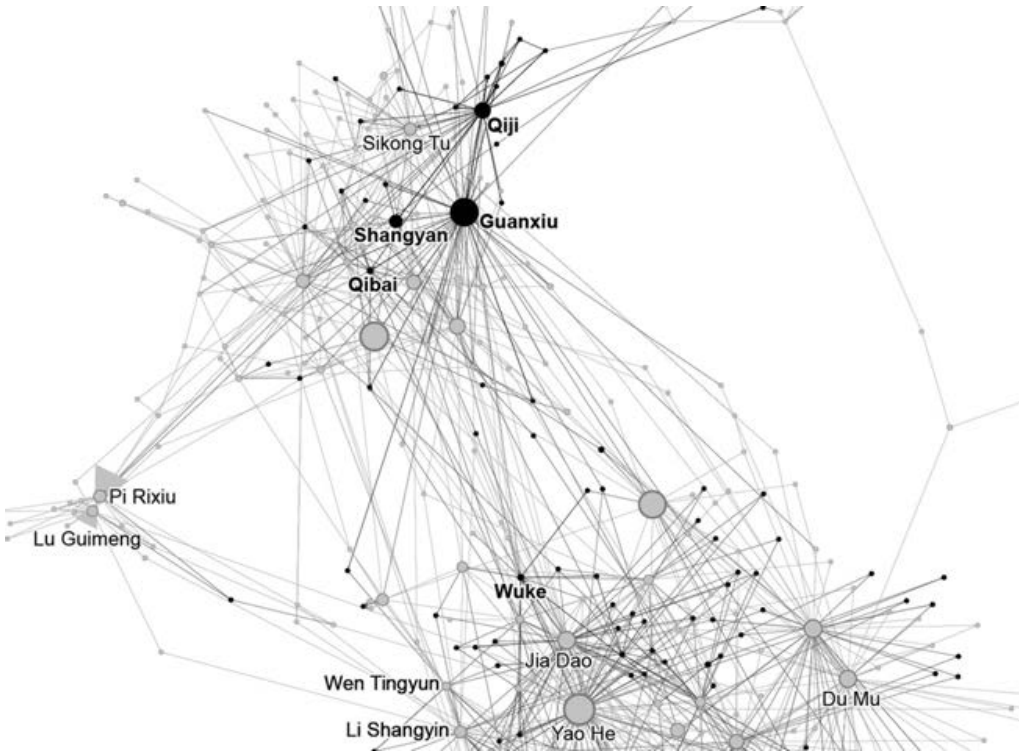 Qiji
Sikong Tu
Guanxiu
Shangyan
Qibai
Pi Rixiu
Lu Guimeng
Wuke
Jia Dao
Wen Tingyun
Du Mu
Li Shangyin
Yao He